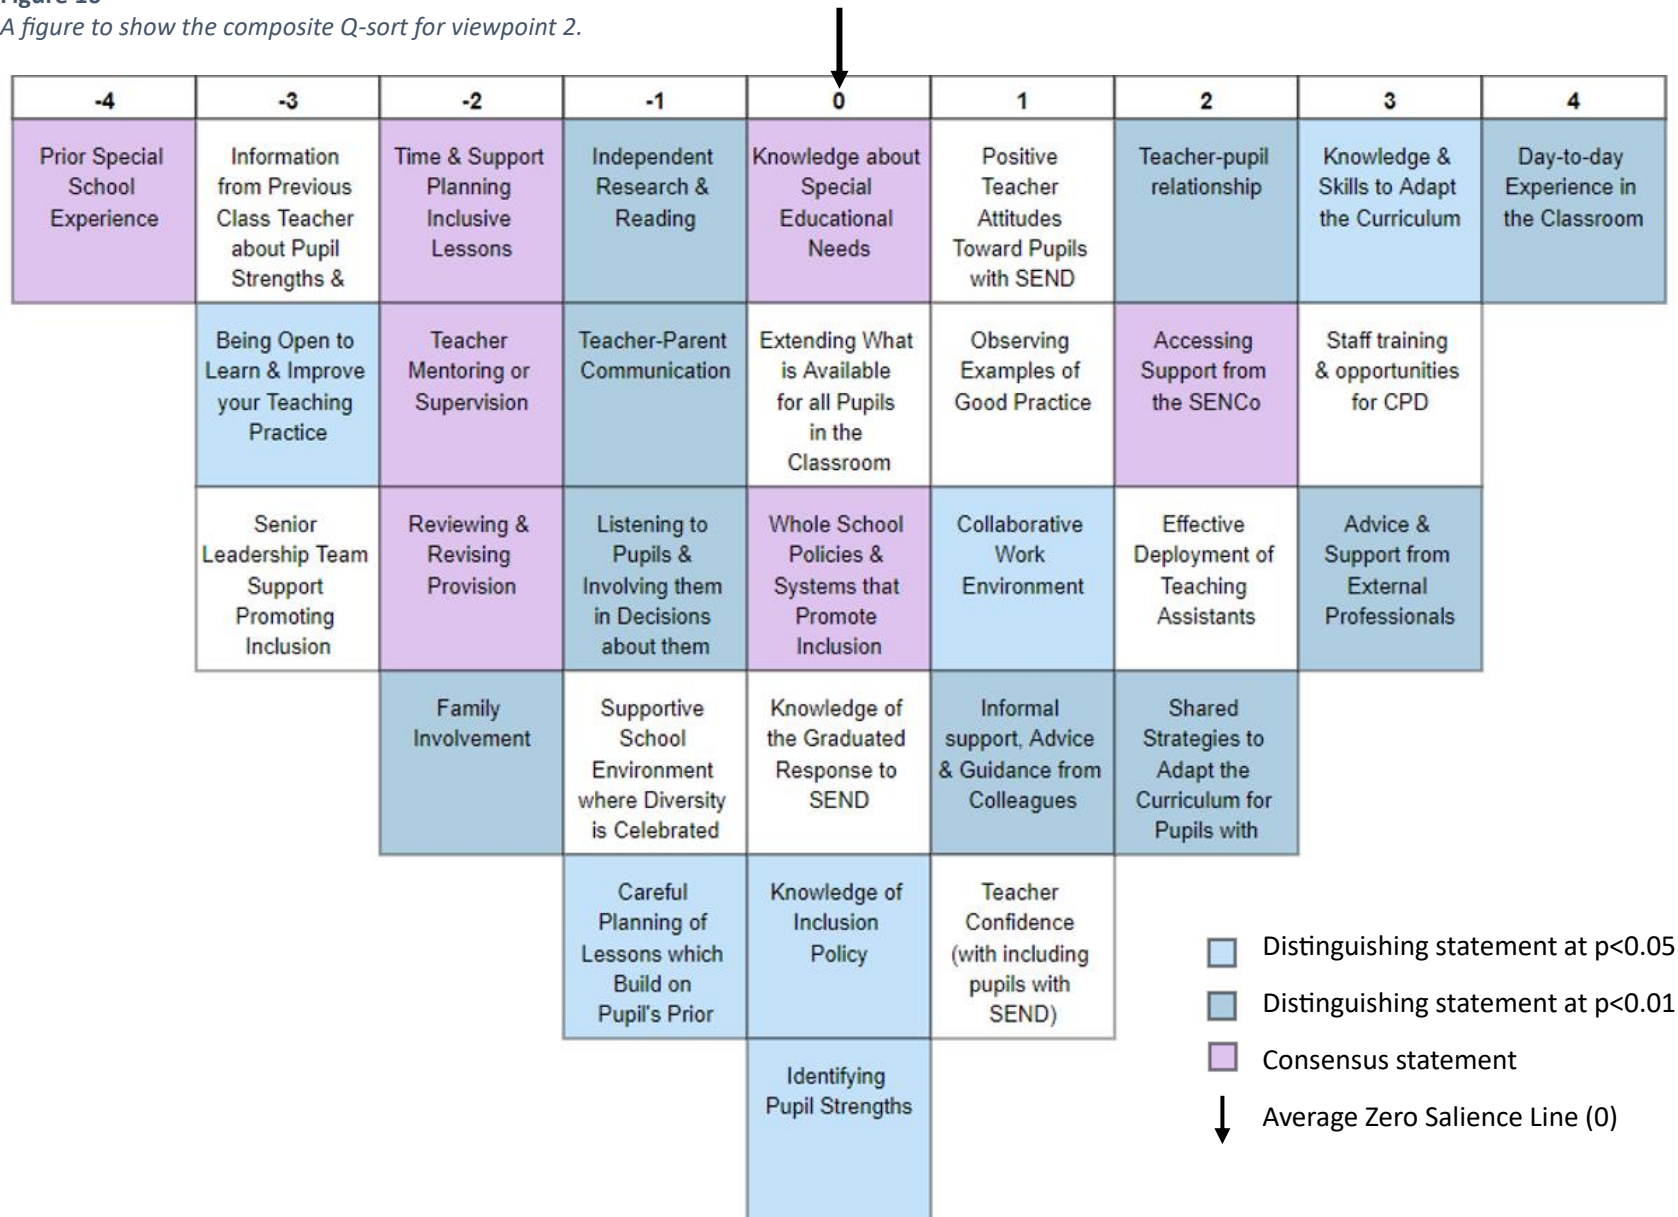 Figure 10
A figure to show the composite Q-sort for viewpoint 2.
-4 -3 -2 -1 0 1 2 3 4
Prior Special
School
Experience
Information
from Previous
Class Teacher
about Pupil
Strengths &
Time & Support
Planning
Inclusive
Lessons
Independent
Research &
Reading
Knowledge about
Special
Educational
Needs
Positive
Teacher
Attitudes
Toward Pupils
with SEND
Teacher-pupil
relationship
Knowledge &
Skills to Adapt
the Curriculum
Day-to-day
Experience in
the Classroom
Being Open to
Learn & Improve
your Teaching
Practice
Teacher
Mentoring or
Supervision
Teacher-Parent
Communication
Extending What
is Available
for all Pupils
in the
Classroom
Observing
Examples of
Good Practice
Accessing
Support from
the SENCo
Staff training
& opportunities
for CPD
Senior
Leadership Team
Support
Promoting
Inclusion
Reviewing &
Revising
Provision
Listening to
Pupils &
Involving them
in Decisions
about them
Whole School
Policies &
Systems that
Promote
Inclusion
Collaborative
Work
Environment
Effective
Deployment of
Teaching
Assistants
Advice &
Support from
External
Professionals
Family
Involvement
Supportive
School
Environment
where Diversity
is Celebrated
Knowledge of
the Graduated
Response to
SEND
Informal
support, Advice
& Guidance from
Colleagues
Shared
Strategies to
Adapt the
Curriculum for
Pupils with
Careful
Planning of
Lessons which
Build on
Pupil's Prior
Knowledge of
Inclusion
Policy
Teacher
Confidence
(with including
pupils with
SEND)
Identifying
Pupil Strengths
Distinguishing statement at p<0.05
Distinguishing statement at p<0.01
Consensus statement
Average Zero Salience Line (0)